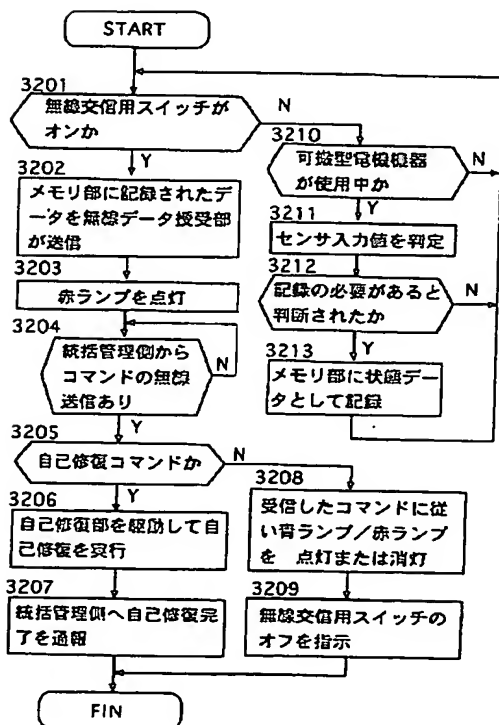 START
3201
無線交信用スイッチが
オンか
N
Y
3202
メモリ部に記録されたデ
ータを無線データ授受部
が送信
3203
赤ランプを点灯
3204
統括管理側から
コマンドの無線
送信あり
N
Y
3205
自己修復コマンドか
N
Y
3206
自己修復部を駆動して自
己修復を実行
3207
統括管理側へ自己修復完
了を通報
FIN
3210
可搬型電機機器
が使用中か
N
Y
3211
センサ入力値を判定
3212
記録の必要があると
判断されたか
N
Y
3213
メモリ部に状態デー
タとして記録
3208
受信したコマンドに従
い青ランプ/赤ランプ
を 点灯または消灯
3209
無線交信用スイッチの
オフを指示